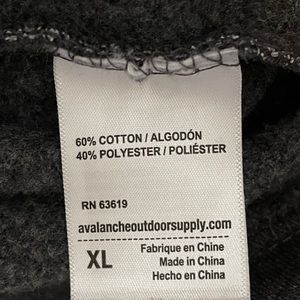 60% COTTON / ALGODÓN
40% POLYESTER / POLIÉSTER
RN 63619
avalancheoutdoorsupply.com
XL
Fabrique en Chine
Made in China
Hecho en China